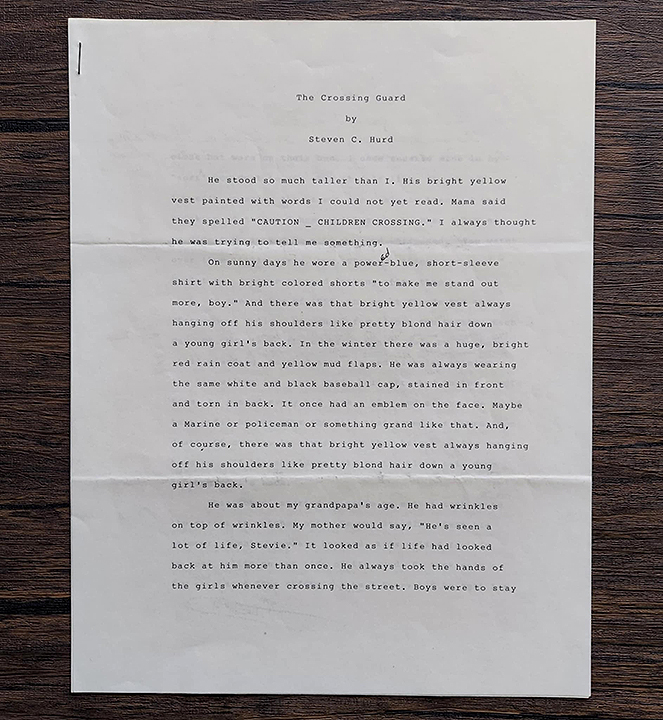 The Crossing Guard
by
Steven C. Hurd
He stood so much taller than I. His bright yellow
vest painted with words I could not yet read. Mama said
they spelled "CAUTION _ CHILDREN CROSSING." I always thought
he was trying to tell me something.
On sunny days he wore a power-blue, short-sleeve
shirt with bright colored shorts "to make me stand out
more, boy." And there was that bright yellow vest always
hanging off his shoulders like pretty blond hair down
a young girl's back. In the winter there was a huge, bright
red rain coat and yellow mud flaps. He was always wearing
the same white and black baseball cap, stained in front
and torn in back. It once had an emblem on the face. Maybe
a Marine or policeman or something grand like that. And,
of course, there was that bright yellow vest always hanging
off his shoulders like pretty blond hair down a young
girl's back.
He was about my grandpapa's age. He had wrinkles
on top of wrinkles. My mother would say, "He's seen a
lot of life, Stevie." It looked as if life had looked
back at him more than once. He always took the hands of
the girls whenever crossing the street. Boys were to stay